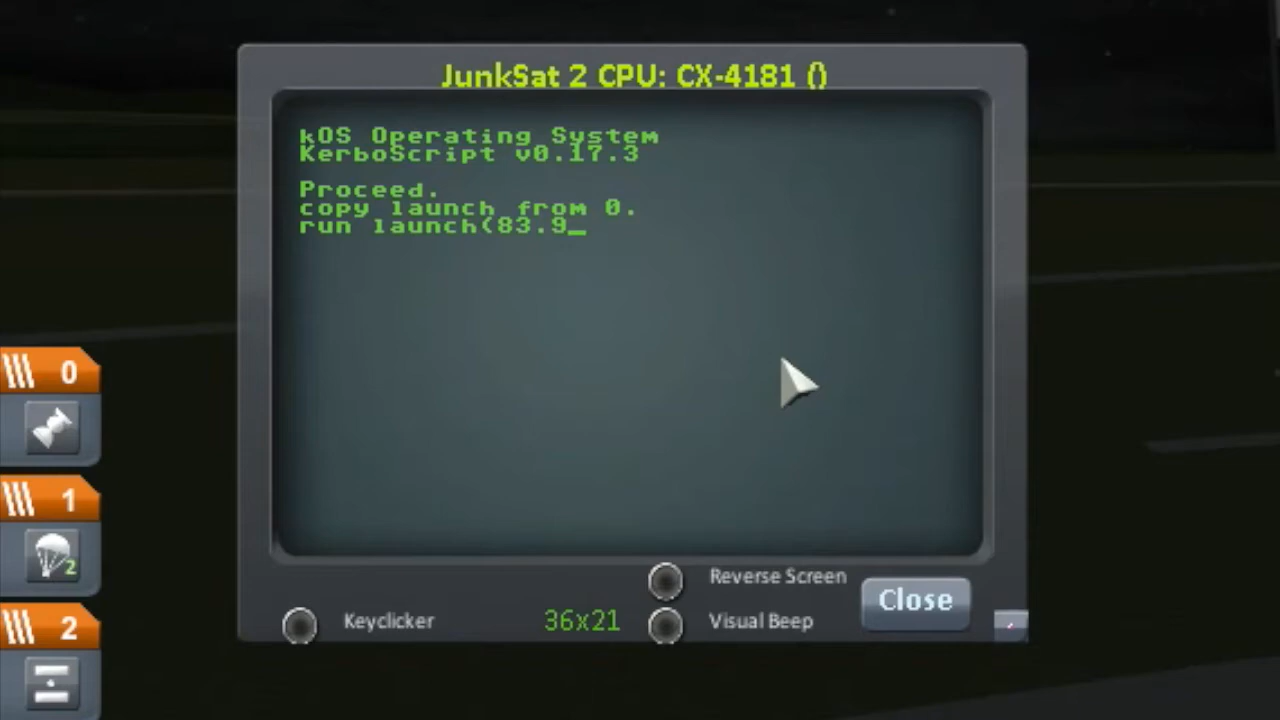 JunkSat 2 CPU: CX-4181 ()
kOS Operating System
KerboScript v0.17.3
Proceed.
copy launch from 0.
run launch(83.9_
0
1
2
2
Reverse Screen
Close
Keyclicker
36x21
Visual Beep